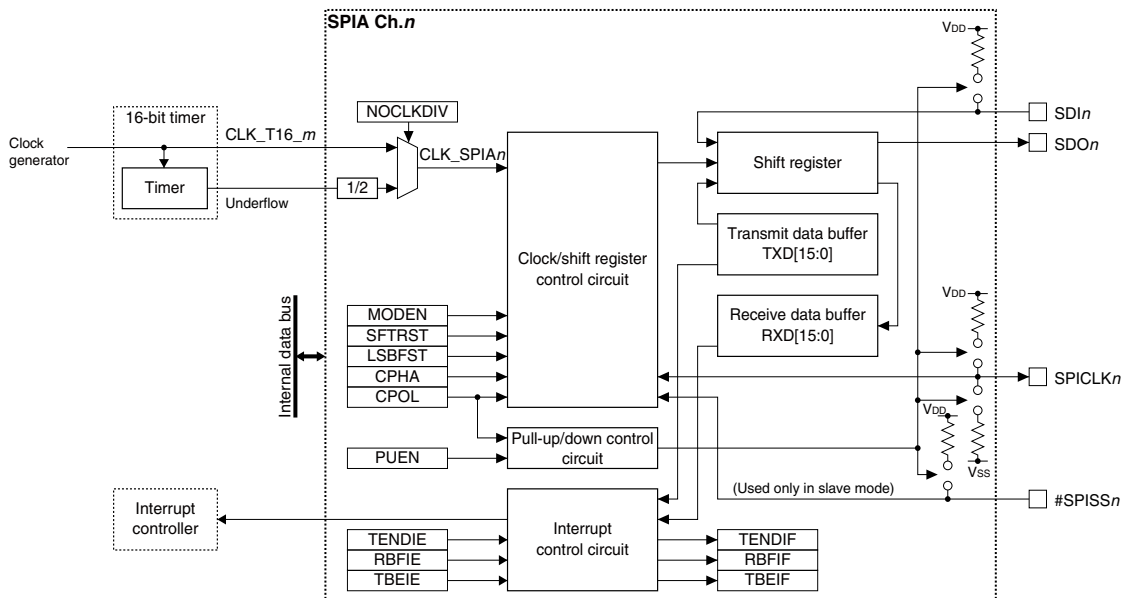 SPIA Ch.n
VDD
16-bit timer
NOCLKDIV
SDIn
Clock
generator
CLK_T16_m
CLK_SPIAn
SDOn
Shift register
Timer
1/2
Underflow
Transmit data buffer
TXD[15:0]
Clock/shift register
control circuit
Internal data bus
VDD
MODEN
Receive data buffer
RXD[15:0]
SFTRST
LSBFST
CPHA
SPICLKn
CPOL
VDD
Pull-up/down control
circuit
PUEN
VSS
(Used only in slave mode)
#SPISSn
Interrupt
controller
Interrupt
control circuit
TENDIE
TENDIF
RBFIE
RBFIF
TBEIE
TBEIF